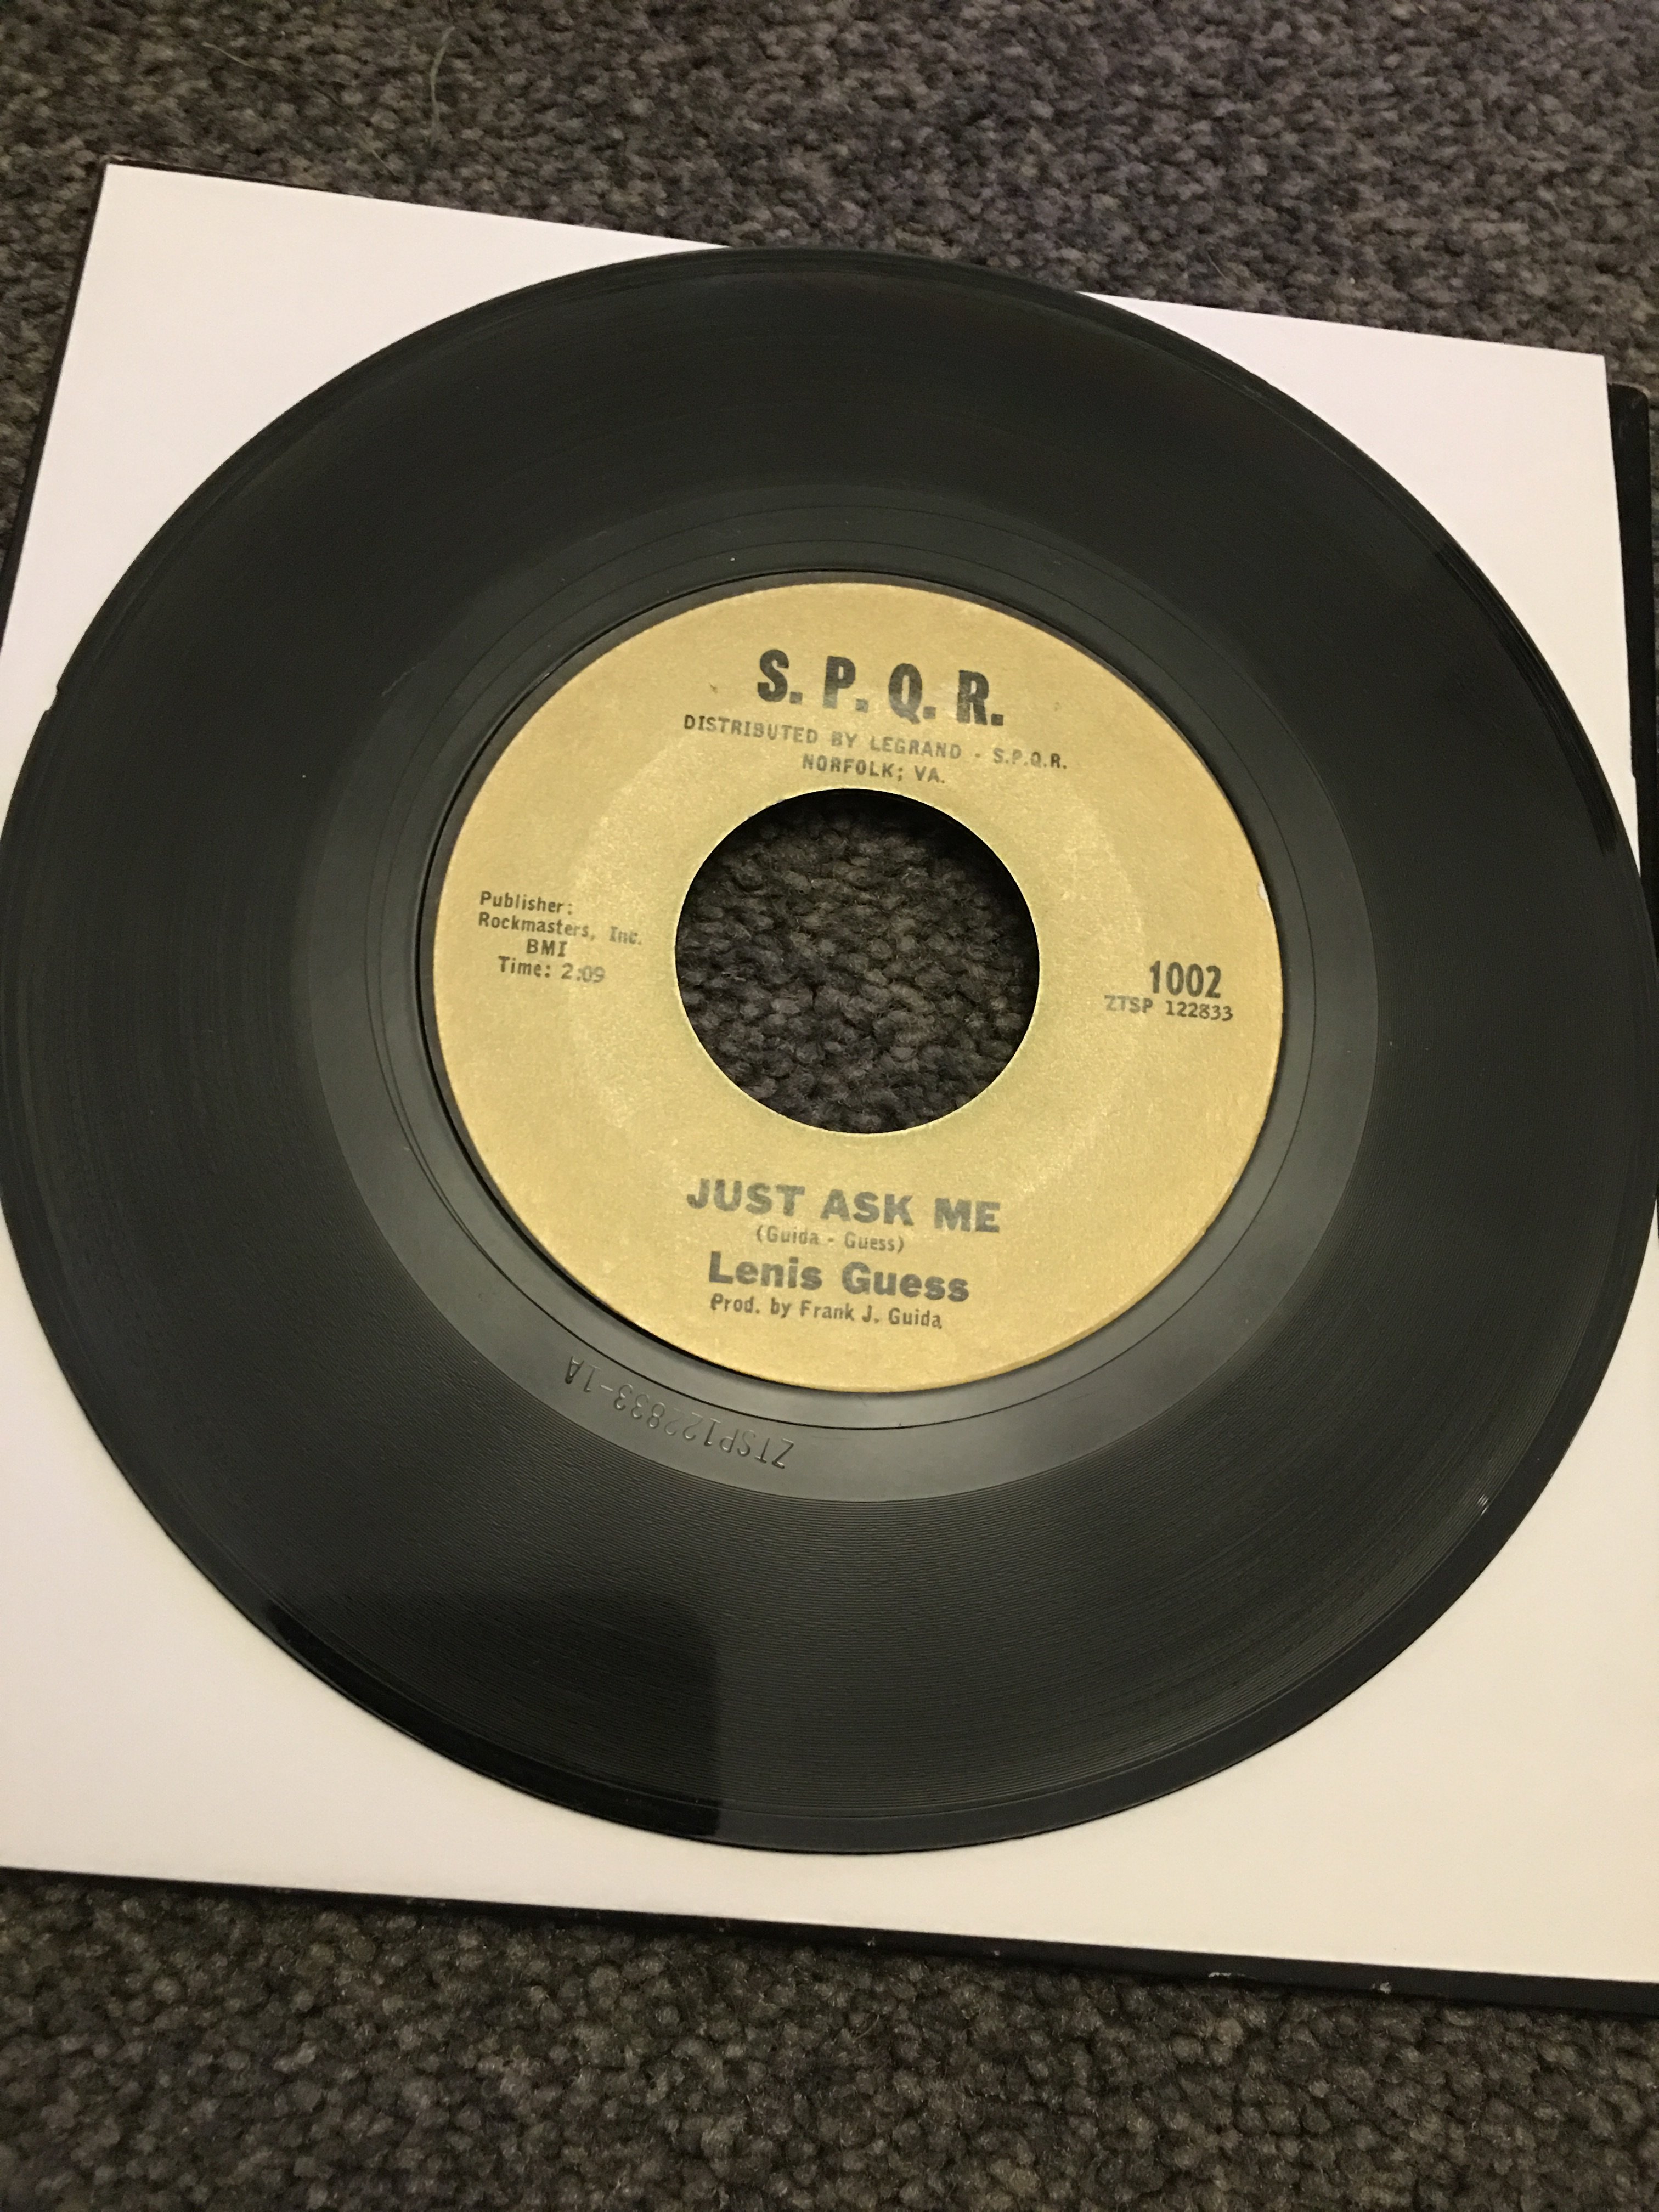 S. P. Q. R.
DISTRIBUTED BY LEGRAND - S.P.Q.R.
NORFOLK; VA.
Publisher:
Rockmasters, Inc.
BMI
Time: 2:09
1002
ZTSP 122833
JUST ASK ME
(Guida - Guess)
Lenis Guess
Prod. by Frank J. Guida
ZTSP122833-1A